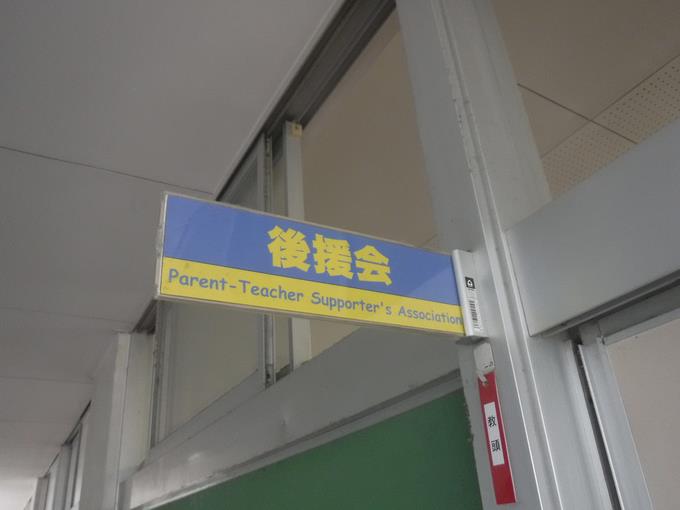 後援会
Parent-Teacher Supporter's Association
教頭